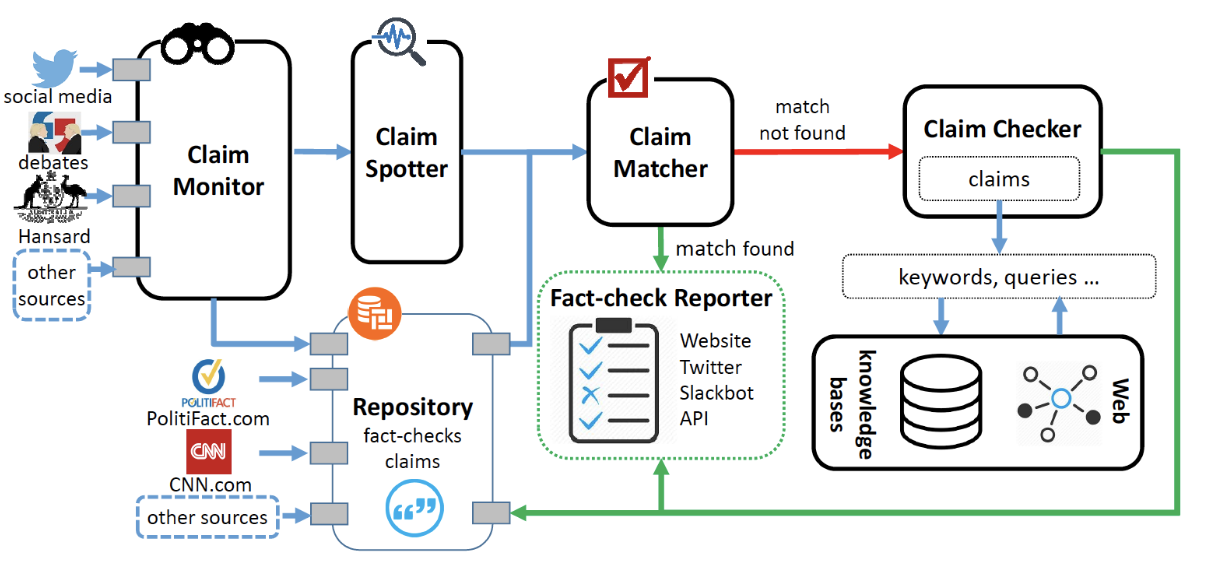 social media
debates
AUSTRALIA
Hansard
other
sources
Claim
Monitor
Claim
Spotter
Claim
Matcher
match
not found
Claim Checker
claims
match found
keywords, queries ...
Fact-check Reporter
Website
Twitter
Slackbot
API
knowledge
bases
Web
POLITIFACT
PolitiFact.com
CNN
CNN.com
other sources
Repository
fact-checks
claims